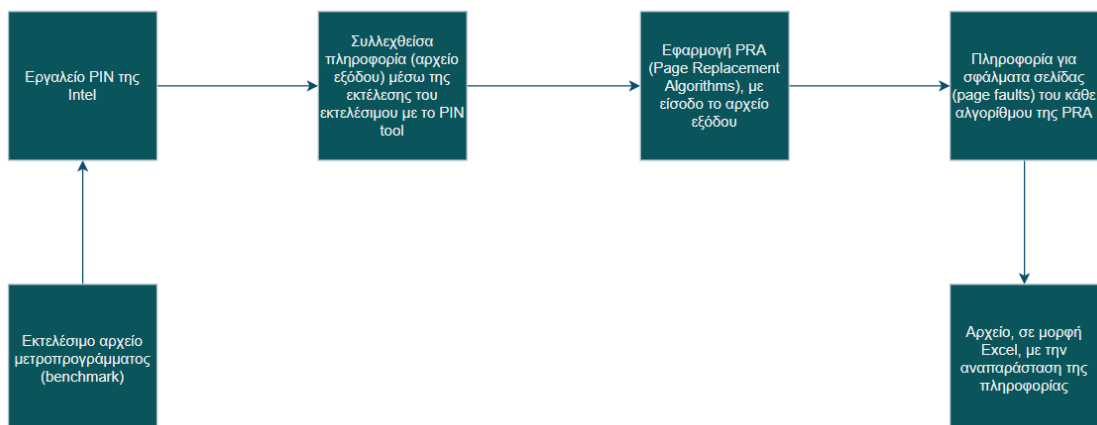 Εργαλείο PIN της
Intel
Συλλεχθείσα
πληροφορία (αρχείο
εξόδου) μέσω της
εκτέλεσης του
εκτελέσιμου με το PIN
tool
Εφαρμογή PRA
(Page Replacement
Algorithms), με
είσοδο το αρχείο
εξόδου
Πληροφορία για
σφάλματα σελίδας
(page faults) του κάθε
αλγορίθμου της PRA
Εκτελέσιμο αρχείο
μετροπρογράμματος
(benchmark)
Αρχείο, σε μορφή
Excel, με την
αναπαράσταση της
πληροφορίας